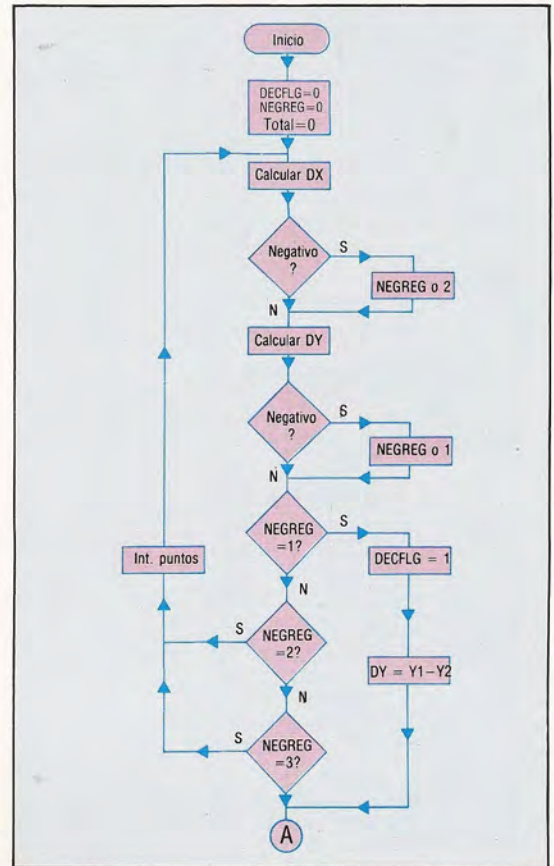 Inicio
DECFLG=0
NEGREG=0
Total=0
Calcular DX
Negativo
?
S
NEGREG o 2
N
Calcular DY
Negativo
?
S
NEGREG o 1
N
NEGREG
=1?
S
Int. puntos
DECFLG = 1
N
S
NEGREG
=2?
DY = Y1-Y2
N
S
NEGREG
=3?
A